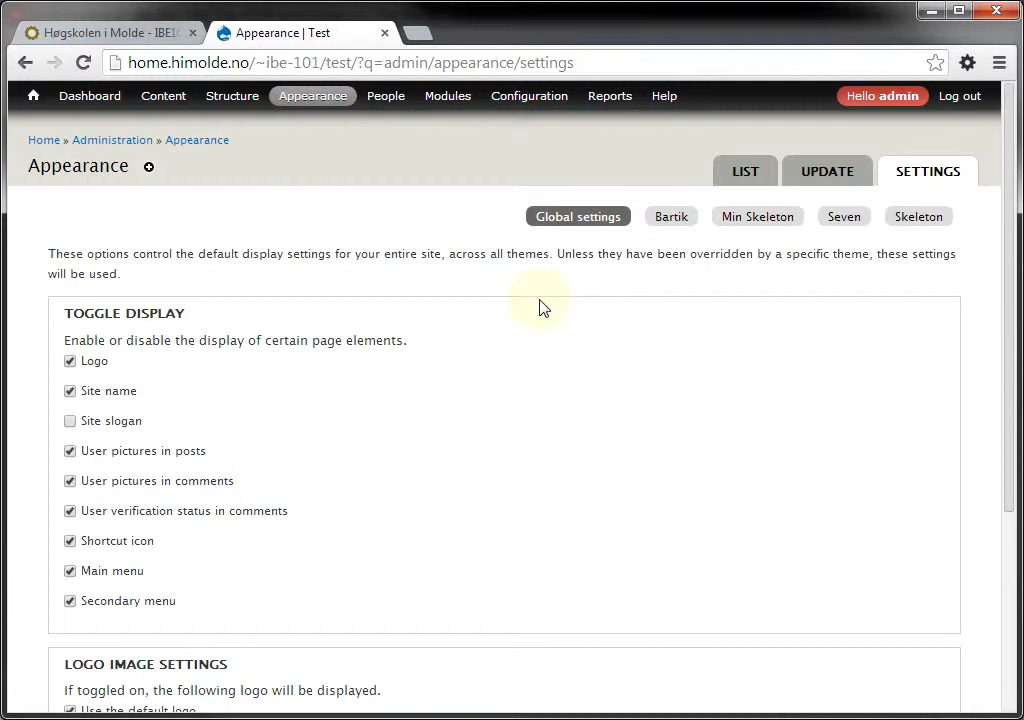 Høgskolen i Molde - IBE10
Appearance | Test
home.himolde.no/~ibe-101/test/?q=admin/appearance/settings
Dashboard Content Structure Appearance People Modules Configuration Reports Help Hello admin Log out
Home » Administration » Appearance
Appearance
LIST UPDATE SETTINGS
Global settings Bartik Min Skeleton Seven Skeleton
These options control the default display settings for your entire site, across all themes. Unless they have been overridden by a specific theme, these settings
will be used.
TOGGLE DISPLAY
Enable or disable the display of certain page elements.
Logo
Site name
Site slogan
User pictures in posts
User pictures in comments
User verification status in comments
Shortcut icon
Main menu
Secondary menu
LOGO IMAGE SETTINGS
If toggled on, the following logo will be displayed.
Use the default logo